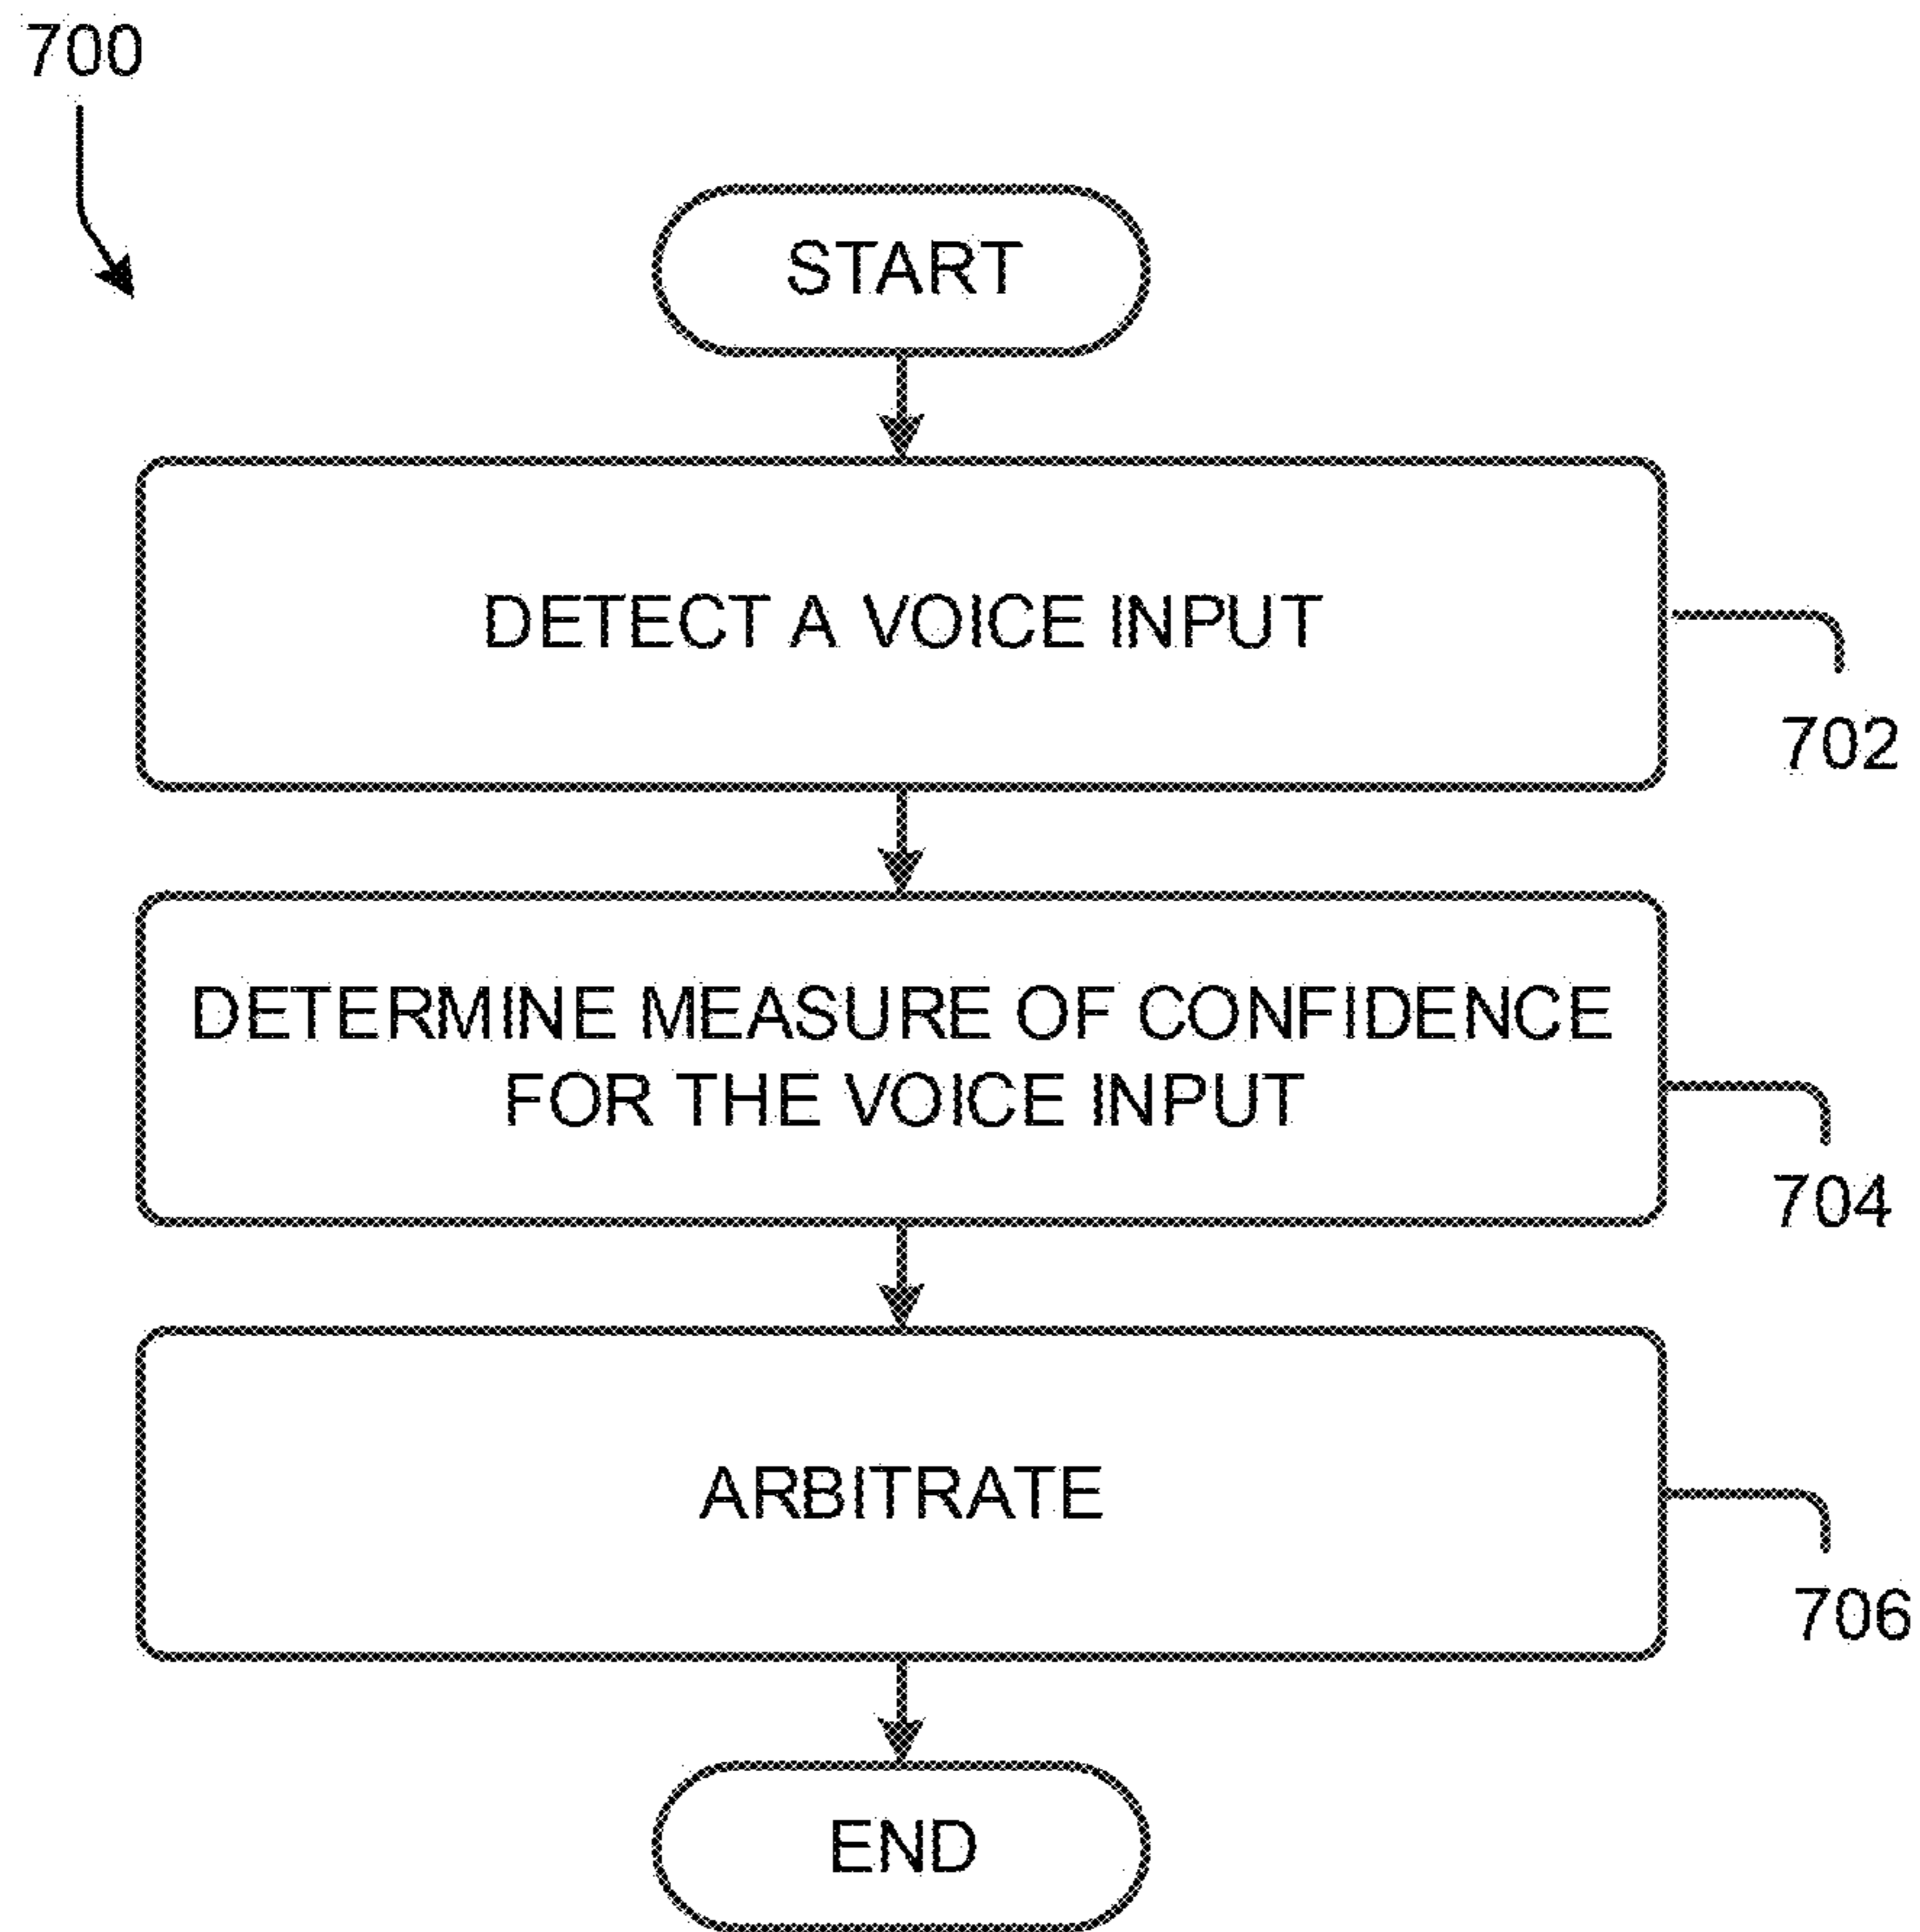 700
START
DETECT A VOICE INPUT
702
DETERMINE MEASURE OF CONFIDENCE
FOR THE VOICE INPUT
704
ARBITRATE
706
END